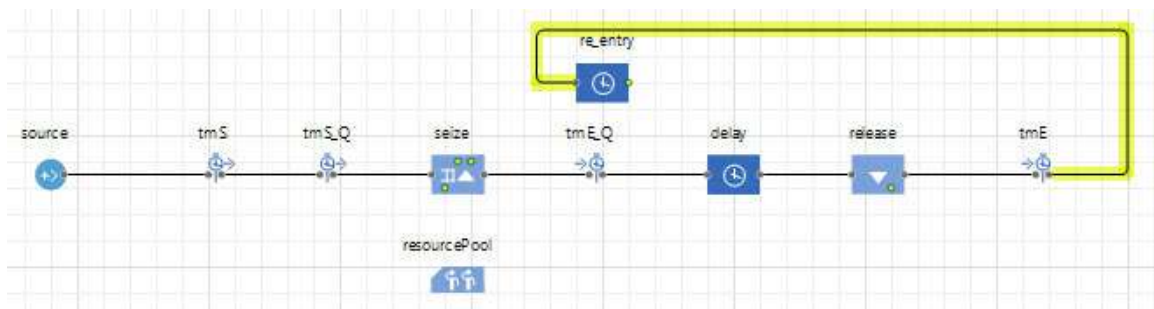 re_entry
source tmS tmS_Q seize tmE_Q delay release tmE
resourcePool